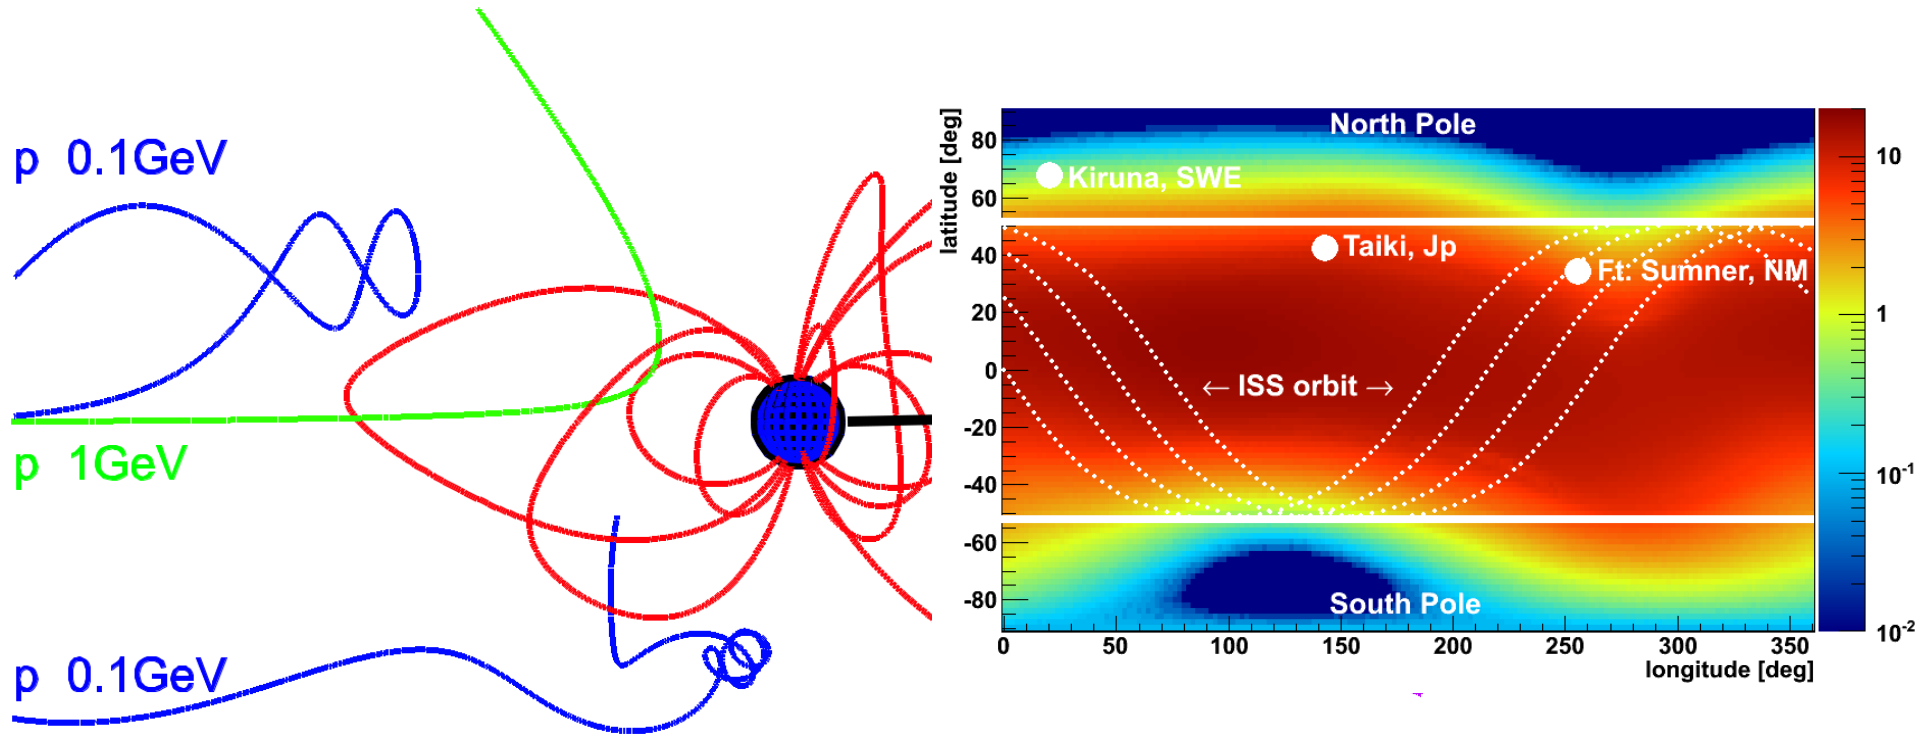 p 0.1GeV
p 1GeV
p 0.1GeV
latitude [deg]
80
60
40
20
0
-20
-40
-60
-80
North Pole
Kiruna, SWE
Taiki, Jp
Ft. Sumner, NM
← ISS orbit →
South Pole
0 50 100 150 200 250 300 350
longitude [deg]
10
1
10⁻¹
10⁻²